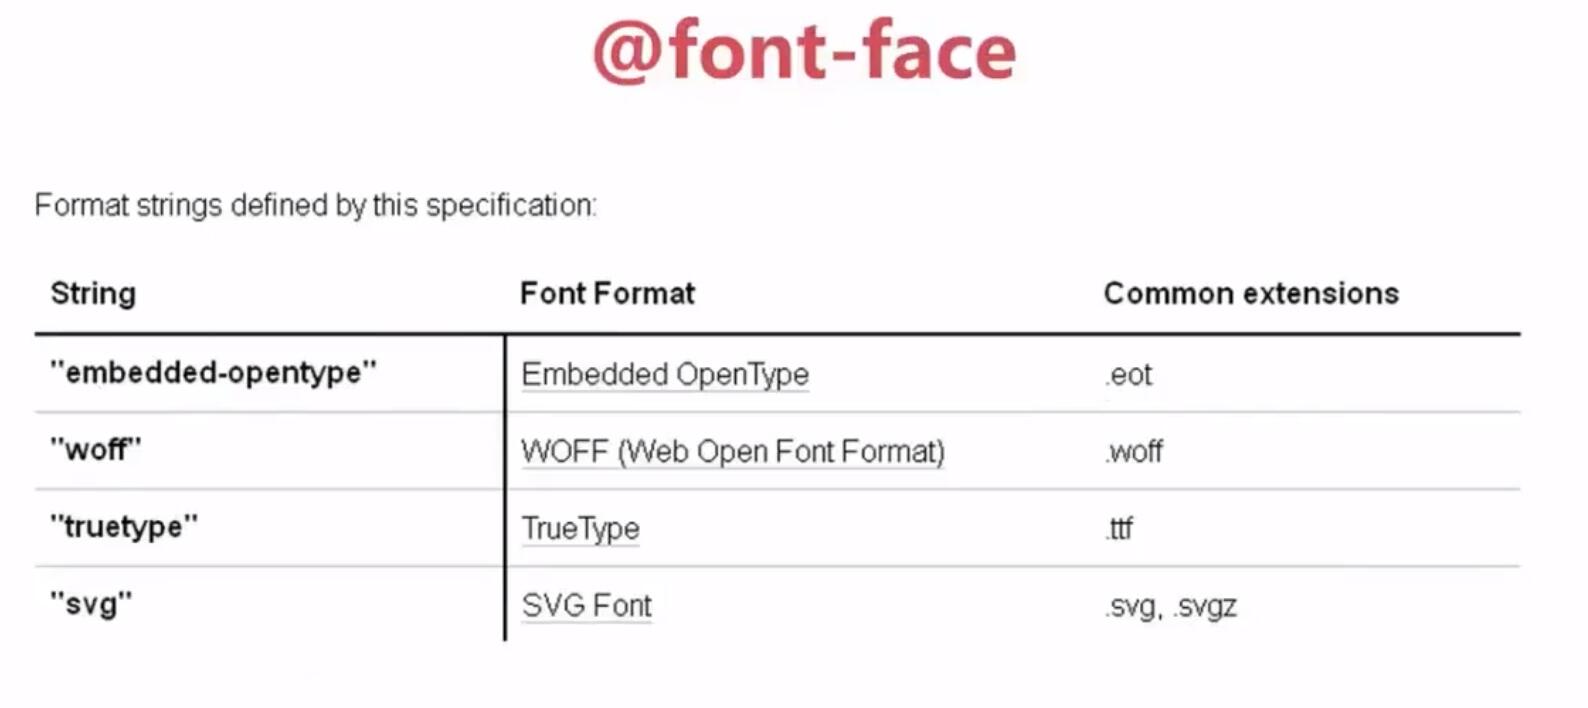 @font-face
Format strings defined by this specification:
String Font Format Common extensions
"embedded-opentype" Embedded OpenType .eot
"woff" WOFF (Web Open Font Format) .woff
"truetype" TrueType .ttf
"svg" SVG Font .svg, .svgz